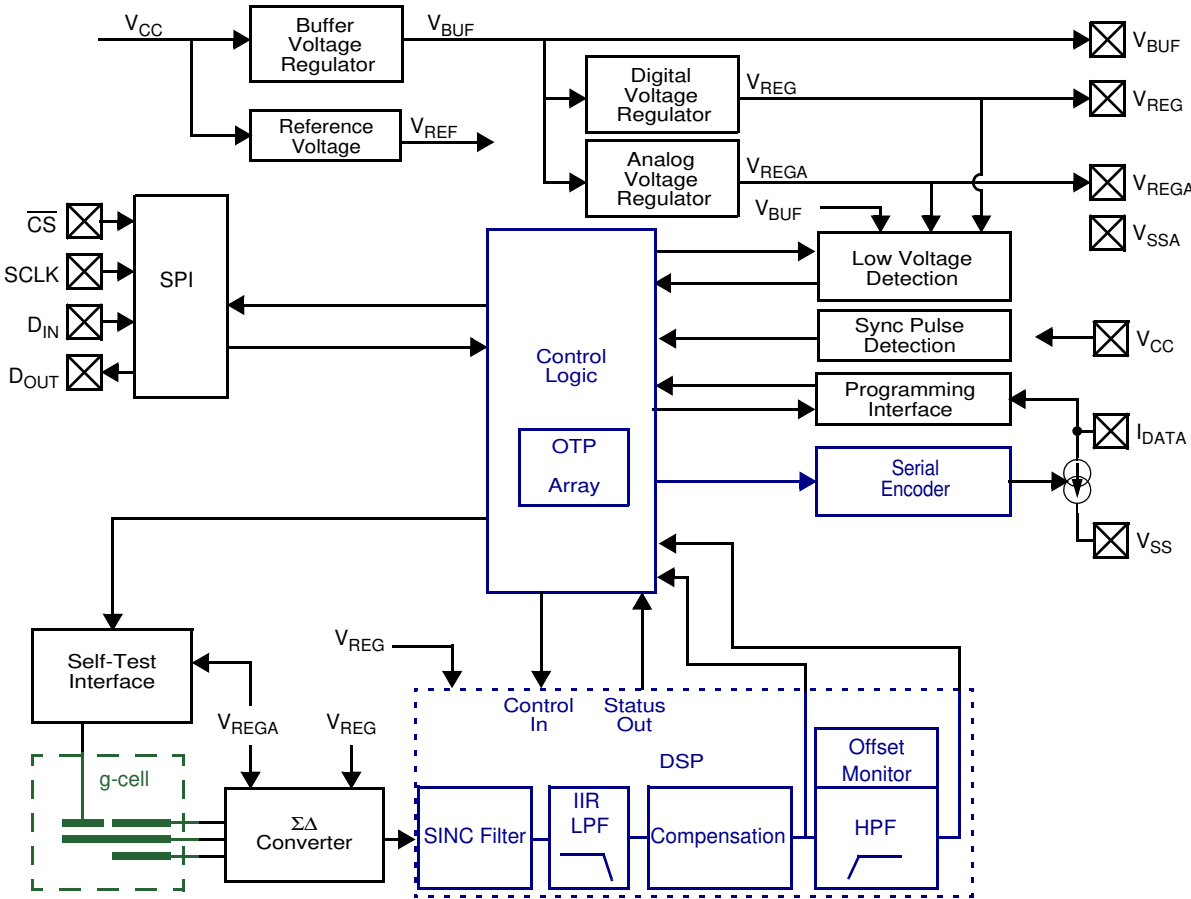 VCC
Buffer
Voltage
Regulator
VBUF
VBUF
Digital
Voltage
Regulator
VREG
VREG
Reference
Voltage
VREF
Analog
Voltage
Regulator
VREGA
VREGA
VBUF
VSSA
CS
SCLK
DIN
DOUT
SPI
Low Voltage
Detection
Sync Pulse
Detection
VCC
Control
Logic
Programming
Interface
IDATA
OTP
Array
Serial
Encoder
VSS
Self-Test
Interface
VREG
VREGA
VREG
Control
In
Status
Out
DSP
Offset
Monitor
g-cell
ΣΔ
Converter
SINC Filter
IIR
LPF
Compensation
HPF